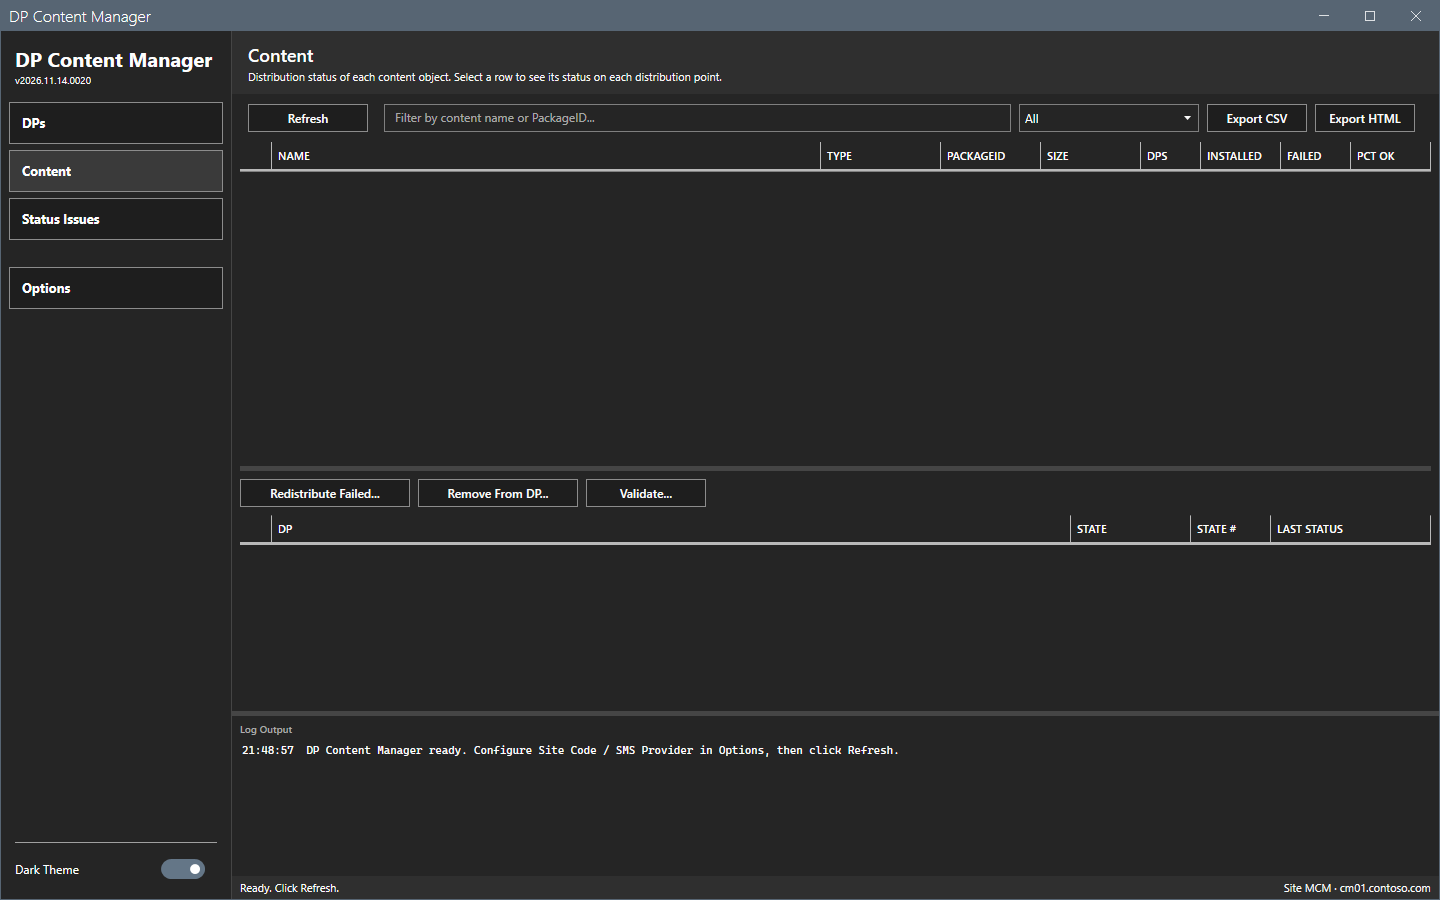 DP Content Manager
DP Content Manager
v2026.11.14.0020
DPs
Content
Status Issues
Options
Dark Theme
Content
Distribution status of each content object. Select a row to see its status on each distribution point.
Refresh
Filter by content name or PackageID...
All
Export CSV
Export HTML
NAME TYPE PACKAGEID SIZE DPS INSTALLED FAILED PCT OK
Redistribute Failed...
Remove From DP...
Validate...
DP STATE STATE # LAST STATUS
Log Output
21:48:57 DP Content Manager ready. Configure Site Code / SMS Provider in Options, then click Refresh.
Ready. Click Refresh.
Site MCM · cm01.contoso.com